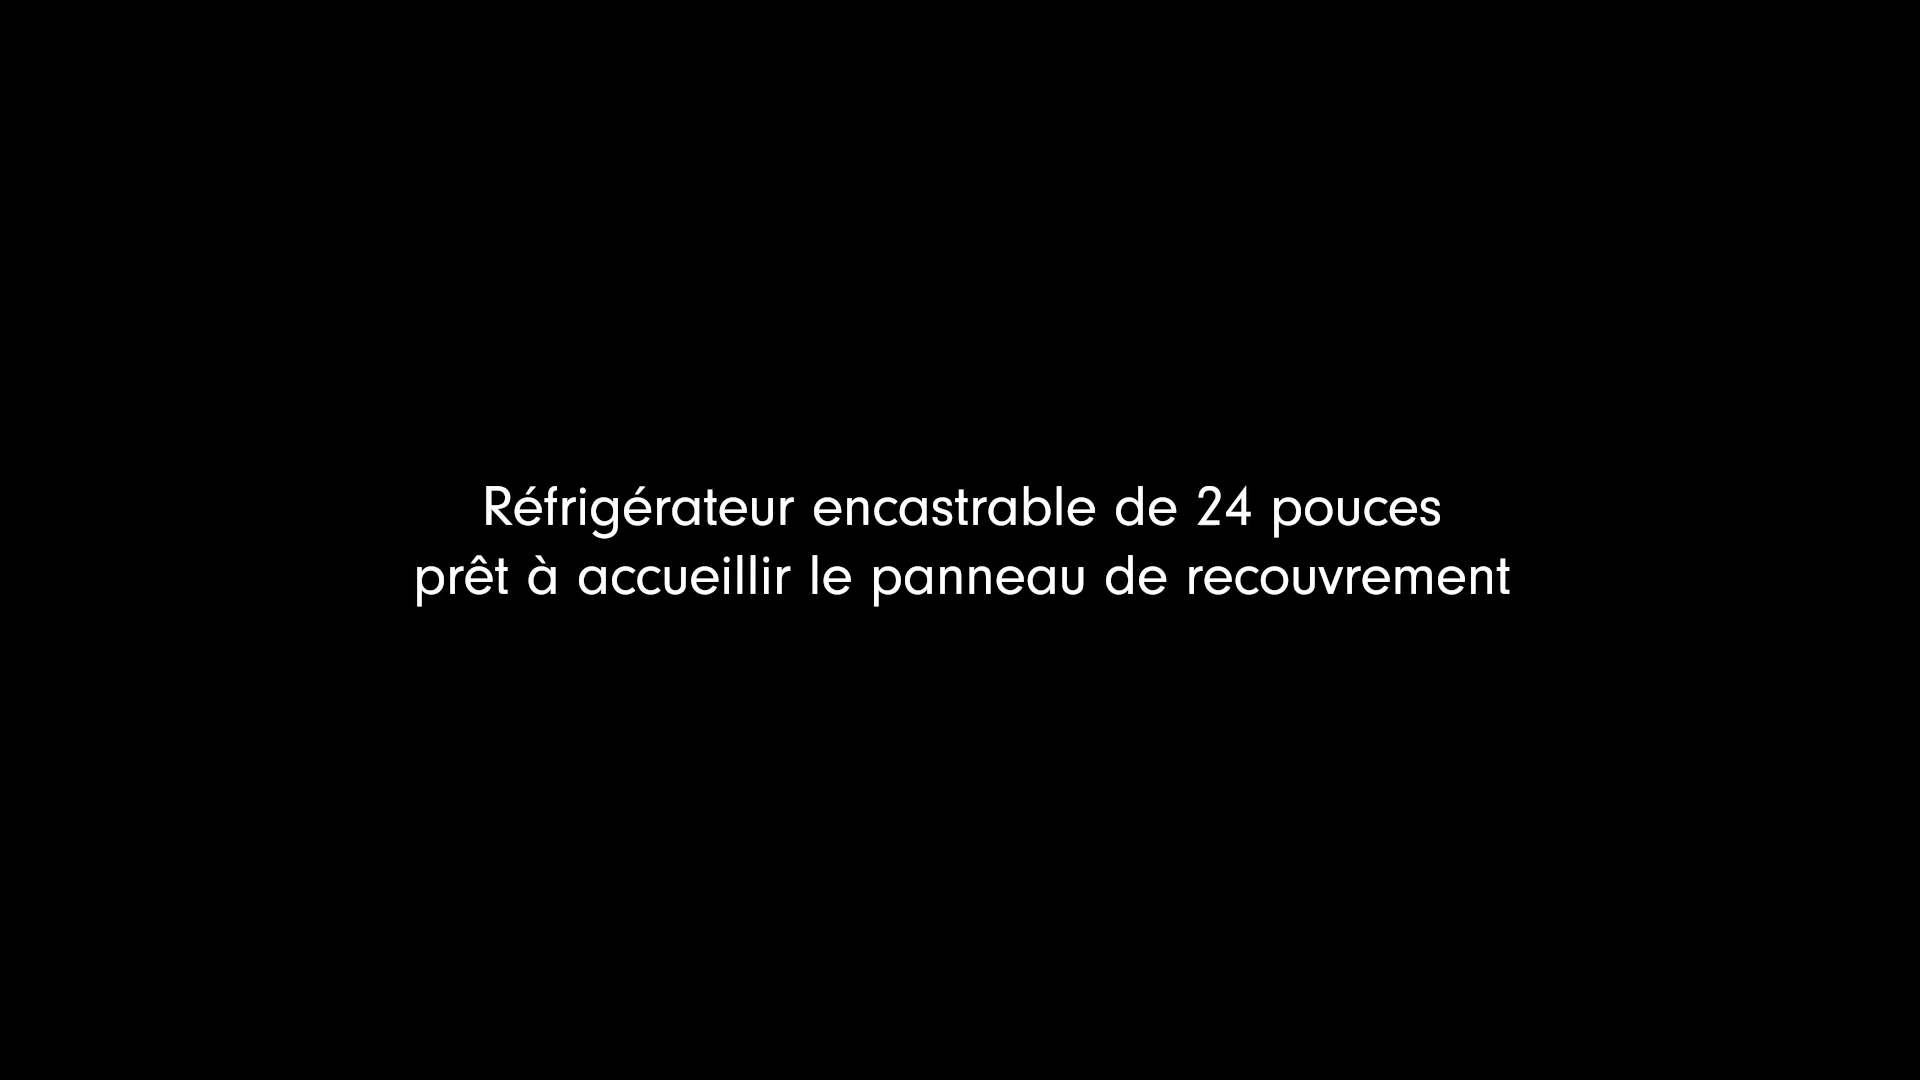 Réfrigérateur encastrable de 24 pouces
prêt à accueillir le panneau de recouvrement